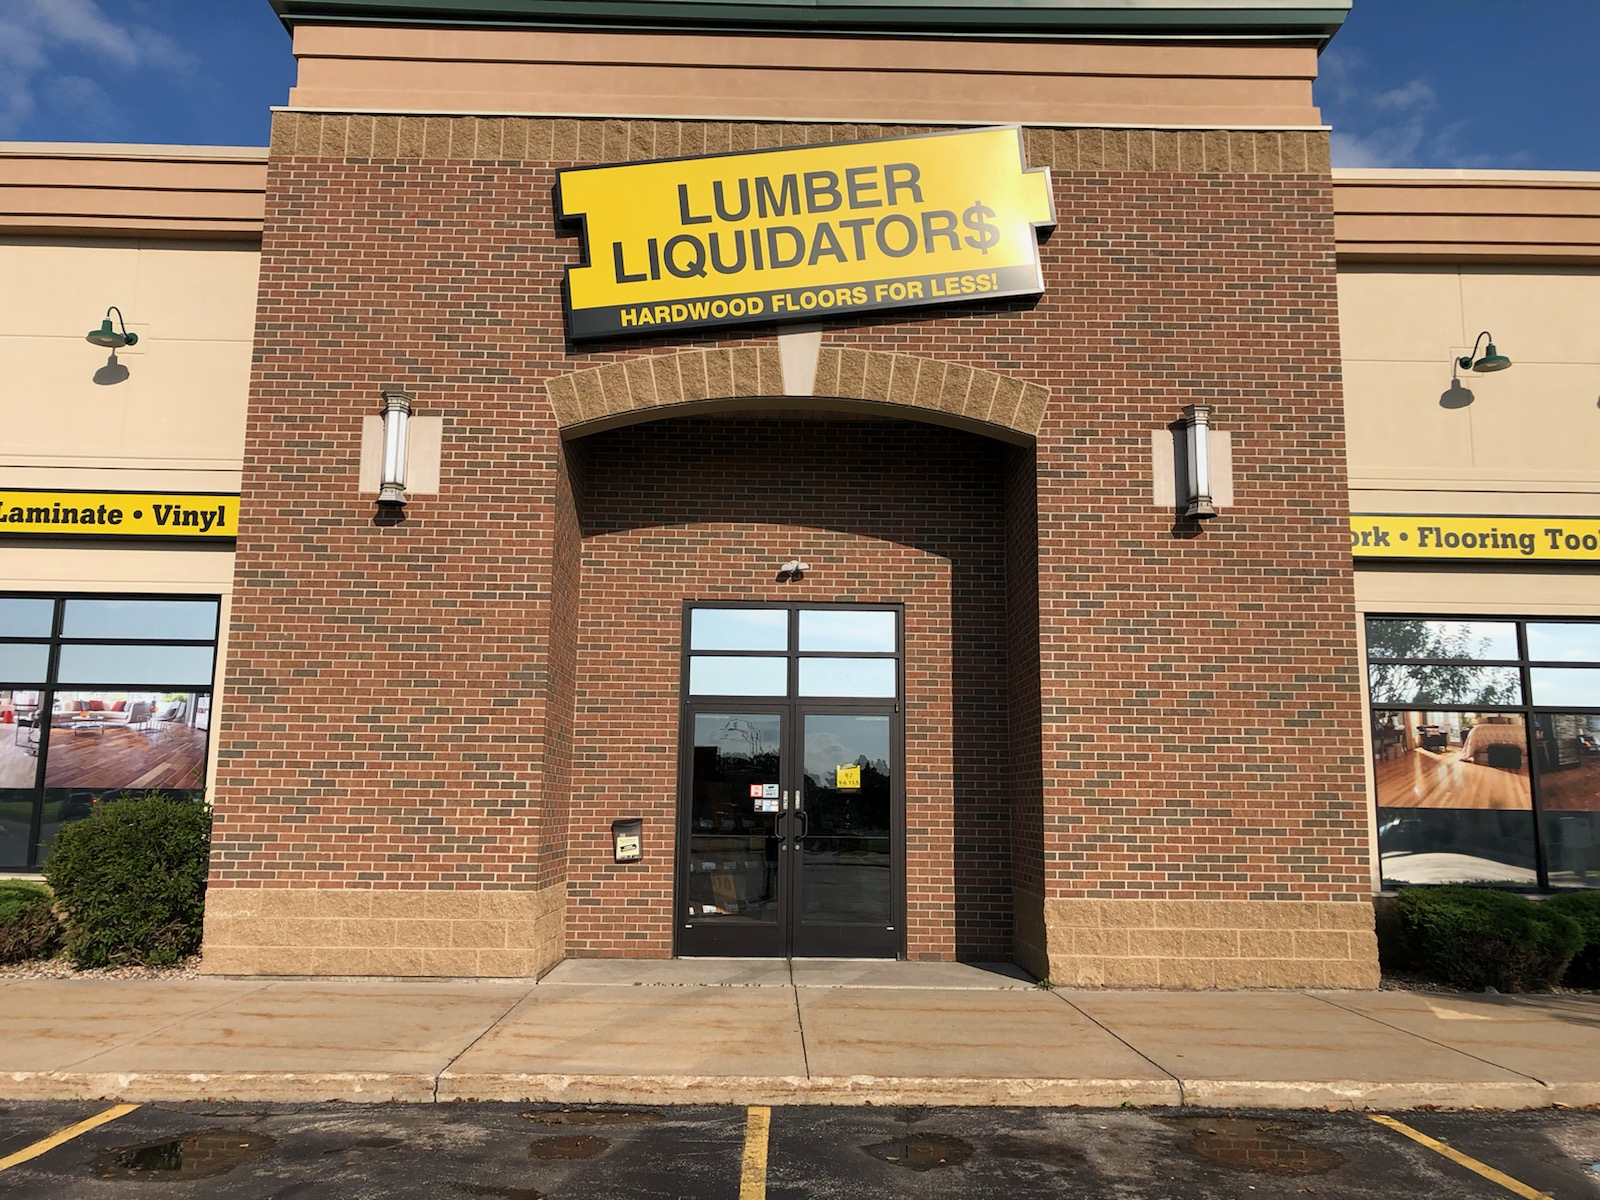 LUMBER
LIQUIDATOR$
HARDWOOD FLOORS FOR LESS!
Laminate • Vinyl
ork • Flooring Too